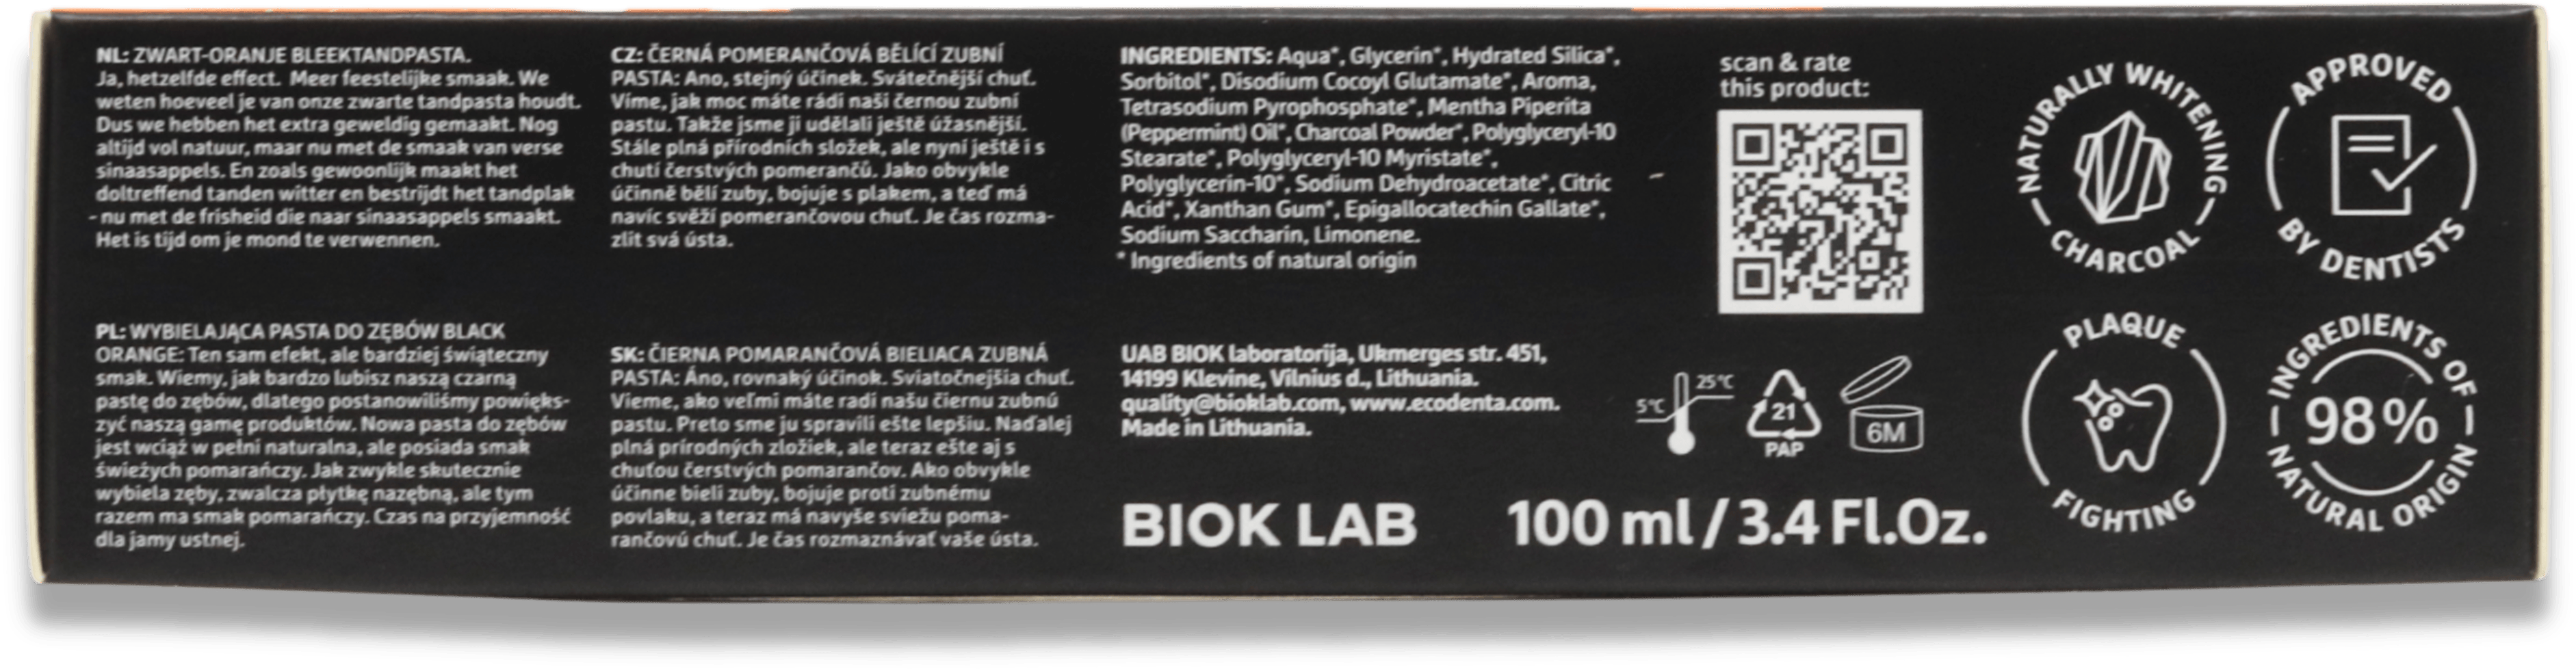 NL: ZWART-ORANJE BLEEKTANDPASTA.
Ja, hetzelfde effect. Meer feestelijke smaak. We
weten hoeveel je van onze zwarte tandpasta houdt.
Dus we hebben het extra geweldig gemaakt. Nog
altijd vol natuur, maar nu met de smaak van verse
sinaasappels. En zoals gewoonlijk maakt het
doltreffend tanden witter en bestrijdt het tandplak
- nu met de frisheid die naar sinaasappels smaakt.
Het is tijd om je mond te verwennen.
PL: WYBIELAJĄCA PASTA DO ZĘBÓW BLACK
ORANGE: Ten sam efekt, ale bardziej świąteczny
smak. Wiemy, jak bardzo lubisz naszą czarną
pastę do zębów, dlatego postanowiliśmy powięks-
zyć naszą gamę produktów. Nowa pasta do zębów
jest wciąż w pełni naturalna, ale posiada smak
świeżych pomarańczy. Jak zwykle skutecznie
wybiela zęby, zwalcza płytkę nazębną, ale tym
razem ma smak pomarańczy. Czas na przyjemność
dla jamy ustnej.
CZ: ČERNÁ POMERANČOVÁ BĚLÍCÍ ZUBNÍ
PASTA: Ano, stejný účinek. Svátečnější chuť.
Víme, jak moc máte rádi naši černou zubní
pastu. Takže jsme ji udělali ještě úžasnější.
Stále plná přírodních složek, ale nyní ještě i s
chutí čerstvých pomerančů. Jako obvykle
účinně bělí zuby, bojuje s plakem, a teď má
navíc svěží pomerančovou chuť. Je čas rozma-
zlit svá ústa.
SK: ČIERNA POMARANČOVÁ BIELIACA ZUBNÁ
PASTA: Áno, rovnaký účinok. Sviatočnejšia chuť.
Vieme, ako veľmi máte radi našu čiernu zubnú
pastu. Preto sme ju spravili ešte lepšiu. Naďalej
plná prírodných zložiek, ale teraz ešte aj s
chuťou čerstvých pomarančov. Ako obvykle
účinne bieli zuby, bojuje proti zubnému
povlaku, a teraz má navyše sviežu poma-
rančovú chuť. Je čas rozmaznávať vaše ústa.
INGREDIENTS: Aqua*, Glycerin*, Hydrated Silica*,
Sorbitol*, Disodium Cocoyl Glutamate*, Aroma,
Tetrasodium Pyrophosphate*, Mentha Piperita
(Peppermint) Oil*, Charcoal Powder*, Polyglyceryl-10
Stearate*, Polyglyceryl-10 Myristate*,
Polyglycerin-10*, Sodium Dehydroacetate*, Citric
Acid*, Xanthan Gum*, Epigallocatechin Gallate*,
Sodium Saccharin, Limonene.
* Ingredients of natural origin
UAB BIOK laboratorija, Ukmerges str. 451,
14199 Klevine, Vilnius d., Lithuania.
quality@bioklab.com, www.ecodenta.com.
Made in Lithuania.
BIOK LAB
100 ml / 3.4 Fl.Oz.
scan & rate
this product:
5°C
25°C
21
PAP
6M
NATURALLY WHITENING
CHARCOAL
APPROVED
BY DENTISTS
PLAQUE
FIGHTING
INGREDIENTS OF
98%
NATURAL ORIGIN